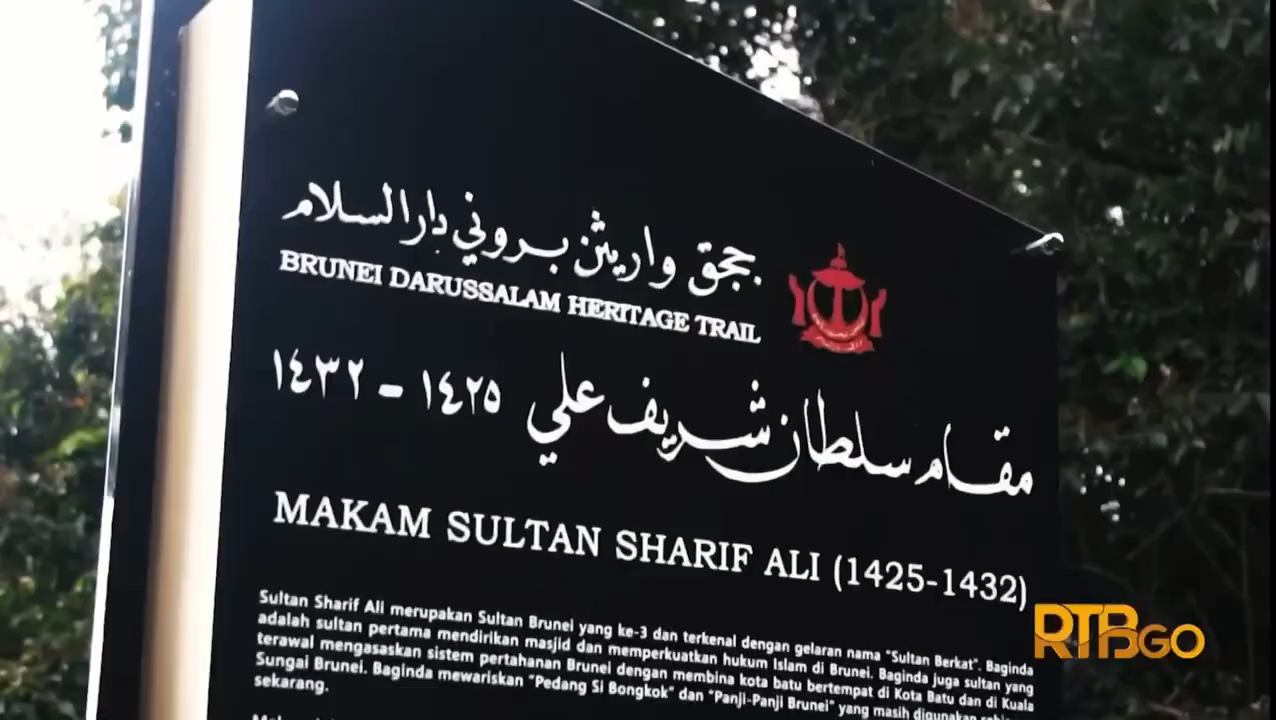 ججق واريثن بروني دارالسلام
BRUNEI DARUSSALAM HERITAGE TRAIL
مقام سلطان شريف علي ١٤٢٥ - ١٤٣٢
MAKAM SULTAN SHARIF ALI (1425-1432)
Sultan Sharif Ali merupakan Sultan Brunei yang ke-3 dan terkenal dengan gelaran nama "Sultan Berkat". Baginda
adalah sultan pertama mendirikan masjid dan memperkuatkan hukum Islam di Brunei. Baginda juga sultan yang
terawal mengasaskan sistem pertahanan Brunei dengan membina kota batu bertempat di Kota Batu dan di Kuala
Sungai Brunei. Baginda mewariskan "Pedang Si Bongkok" dan "Panji-Panji Brunei" yang masih digunakan
sekarang.
RTBGO